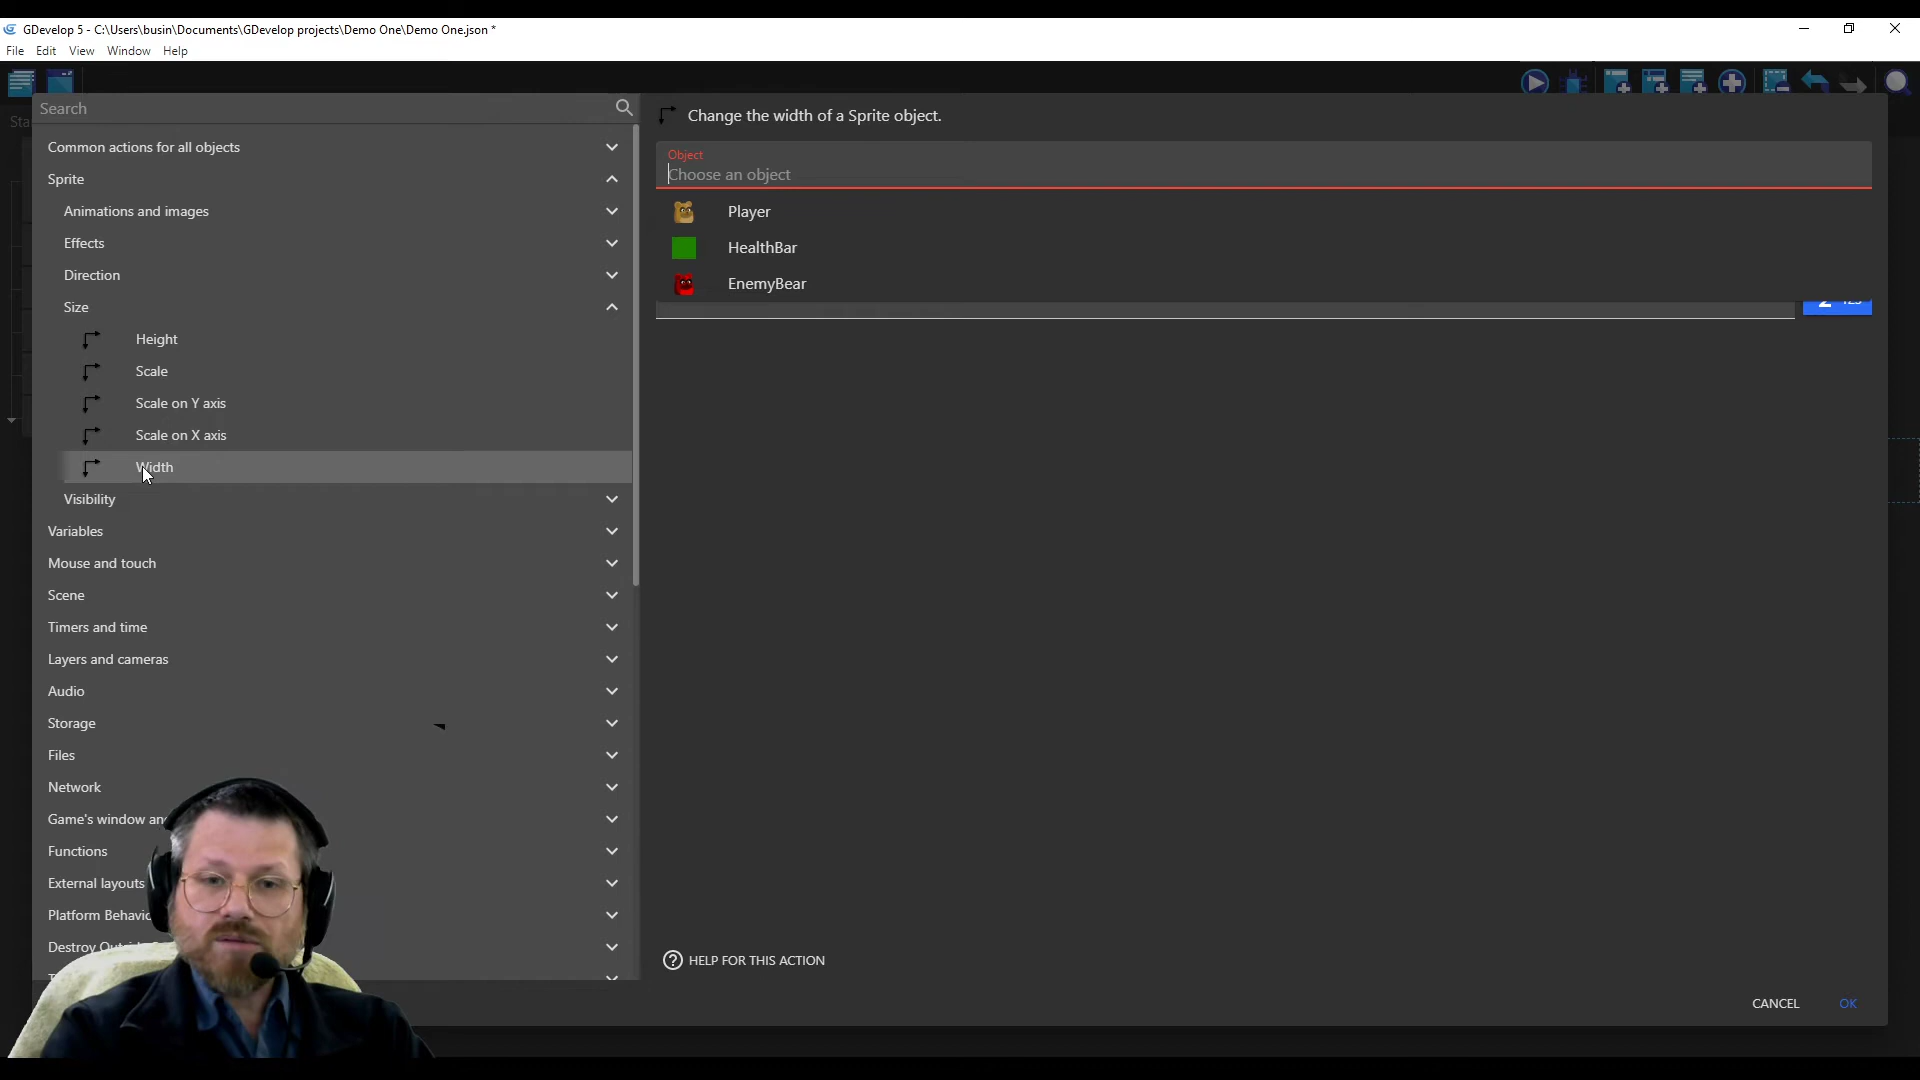 GDevelop 5 - C:\Users\busin\Documents\GDevelop projects\Demo One\Demo One.json *
File Edit View Window Help
Sta
Search
Common actions for all objects
Sprite
Animations and images
Effects
Direction
Size
Height
Scale
Scale on Y axis
Scale on X axis
Width
Visibility
Variables
Mouse and touch
Scene
Timers and time
Layers and cameras
Audio
Storage
Files
Network
Game's window an
Functions
External layouts
Platform Behavio
Destroy
Change the width of a Sprite object.
Object
Choose an object
Player
HealthBar
EnemyBear
HELP FOR THIS ACTION
CANCEL OK